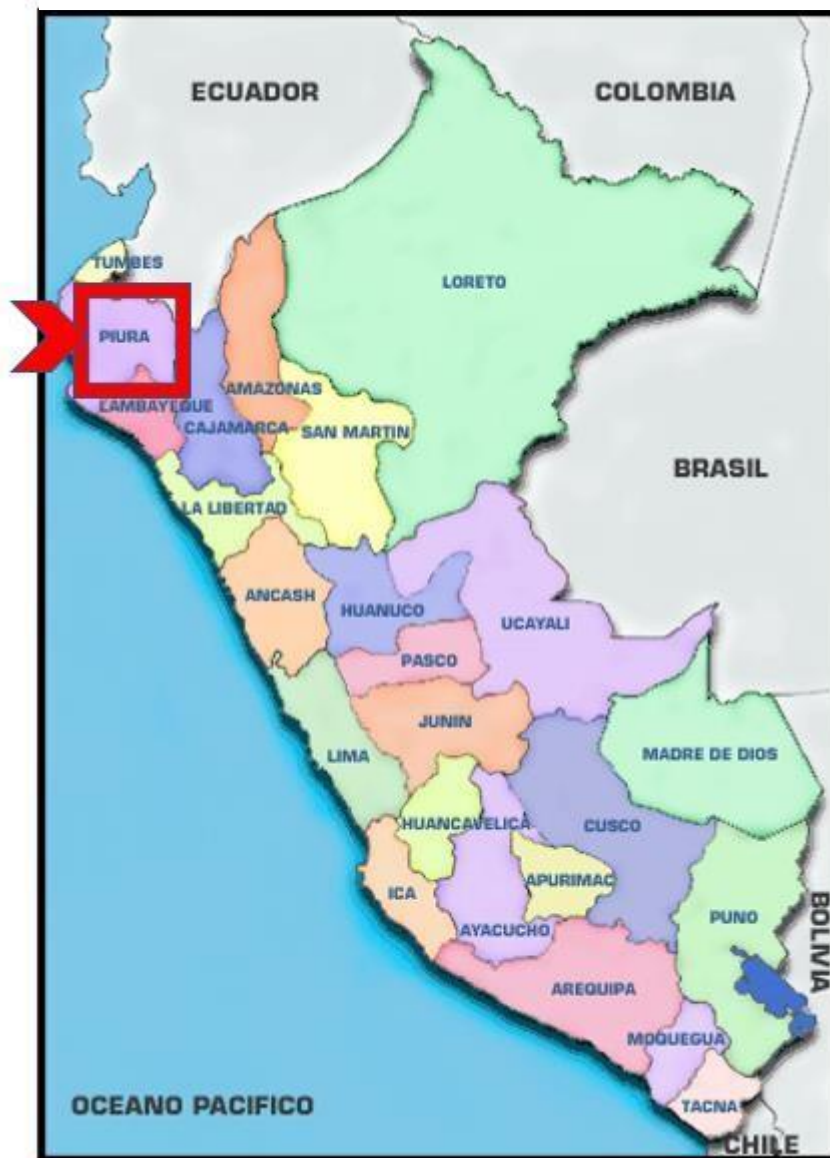 ECUADOR
COLOMBIA
TUMBES
LORETO
PIURA
AMAZONAS
LAMBAYEQUE
CAJAMARCA
SAN MARTIN
BRASIL
LA LIBERTAD
ANCASH
HUANUCO
UCAYALI
PASCO
JUNIN
LIMA
MADRE DE DIOS
HUANCAVELICA
CUSCO
APURIMAC
ICA
PUNO
BOLIVIA
AYACUCHO
AREQUIPA
MOQUEGUA
OCEANO PACIFICO
TACNA
CHILE